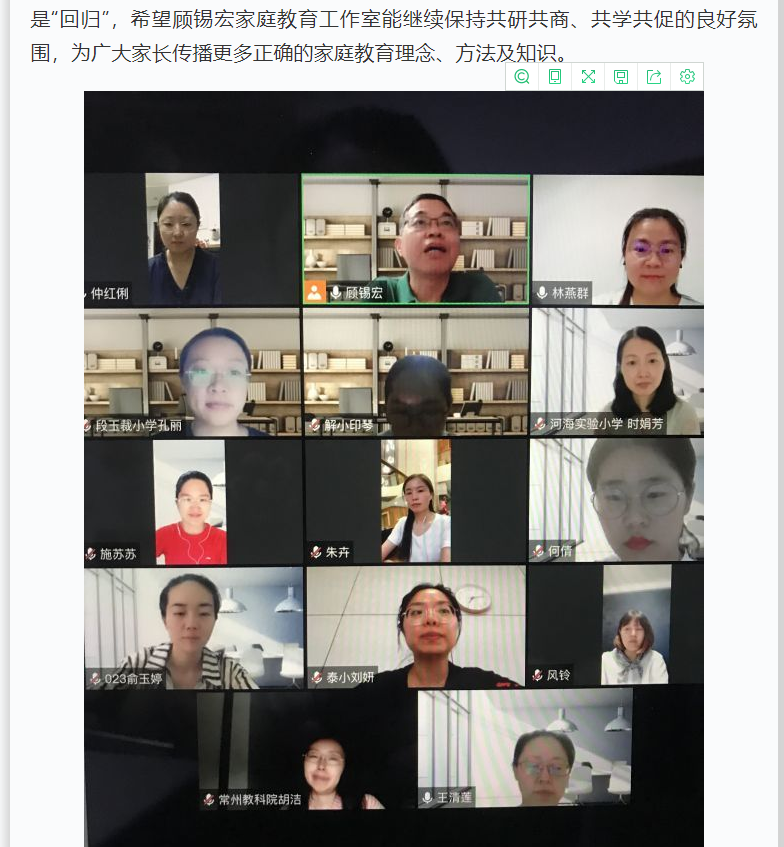 是“回归”，希望顾锡宏家庭教育工作室能继续保持共研共商、共学共促的良好氛
围，为广大家长传播更多正确的家庭教育理念、方法及知识。
仲红俐
顾锡宏
林燕群
段玉裁小学孔丽
解小印琴
河海实验小学 时娟芳
施苏苏
朱卉
何倩
023俞玉婷
泰小刘妍
风铃
常州教科院胡洁
王清莲